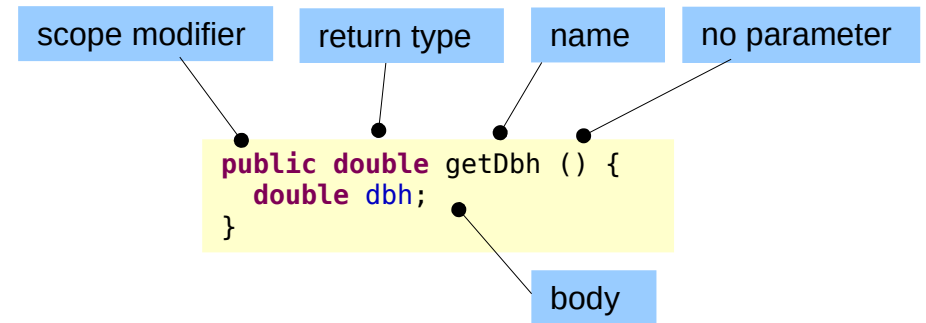 scope modifier
return type
name
no parameter
public double getDbh () {
double dbh;
}
body